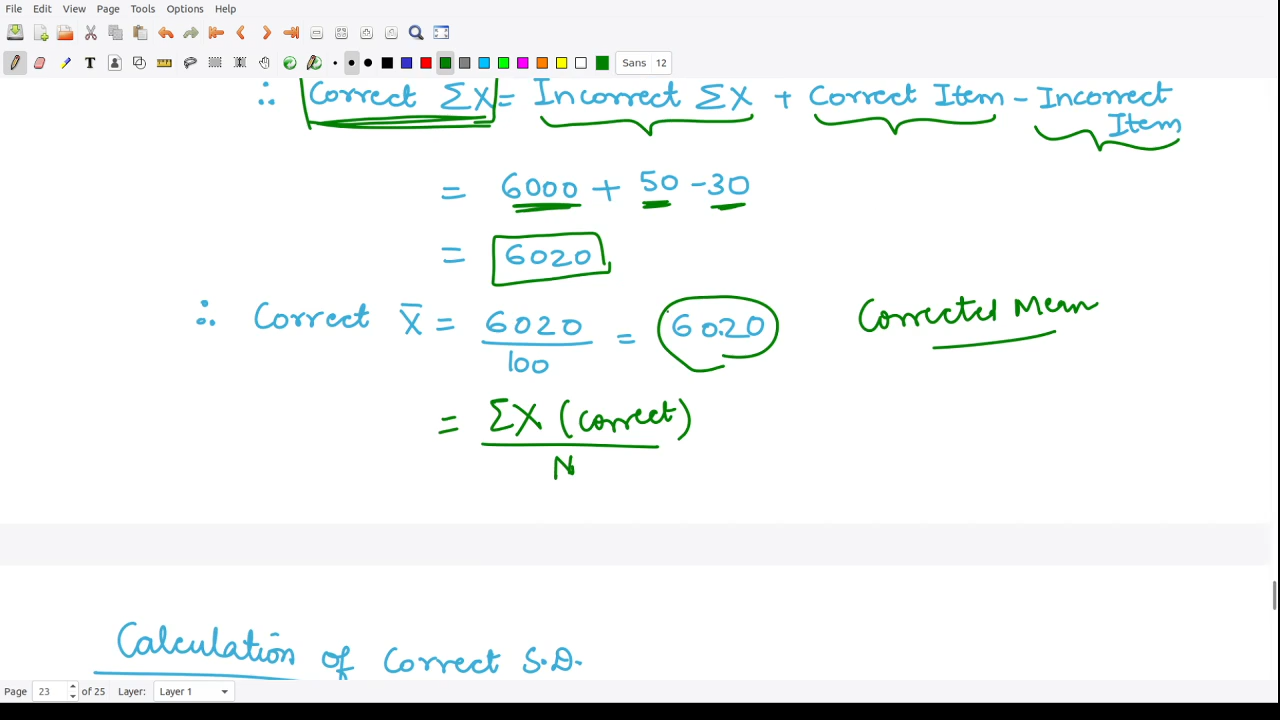 File Edit View Page Tools Options Help
Sans 12
∴ Correct ΣX = Incorrect ΣX + Correct Item - Incorrect
Item
= 6000 + 50 - 30
= 6020
∴ Correct X̅ = 6020/100 = 60.20 Corrected Mean
= ΣX (correct)/N
Calculation of Correct S.D.
Page 23 of 25 Layer: Layer 1